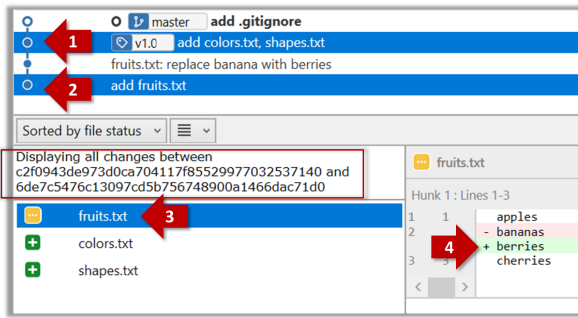 master add .gitignore
1 v1.0 add colors.txt, shapes.txt
fruits.txt: replace banana with berries
2 add fruits.txt
Sorted by file status
Displaying all changes between
c2f0943de973d0ca704117f85529977032537140 and
6de7c5476c13097cd5b756748900a1466dac71d0
fruits.txt 3
colors.txt
shapes.txt
fruits.txt
Hunk 1 : Lines 1-3
1 1 apples
2 - bananas
4 + berries
3 3 cherries